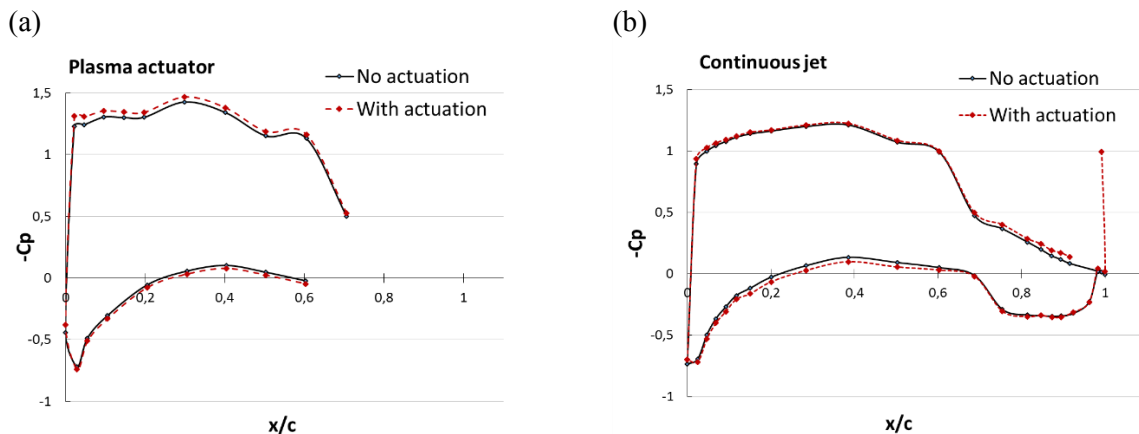 (a)
Plasma actuator
No actuation
With actuation
1,5
1
0,5
0
-0,5
-1
-Cp
0
0,2
0,4
0,6
0,8
1
x/c
(b)
Continuous jet
No actuation
With actuation
1,5
1
0,5
0
-0,5
-1
-Cp
0
0,2
0,4
0,6
0,8
1
x/c